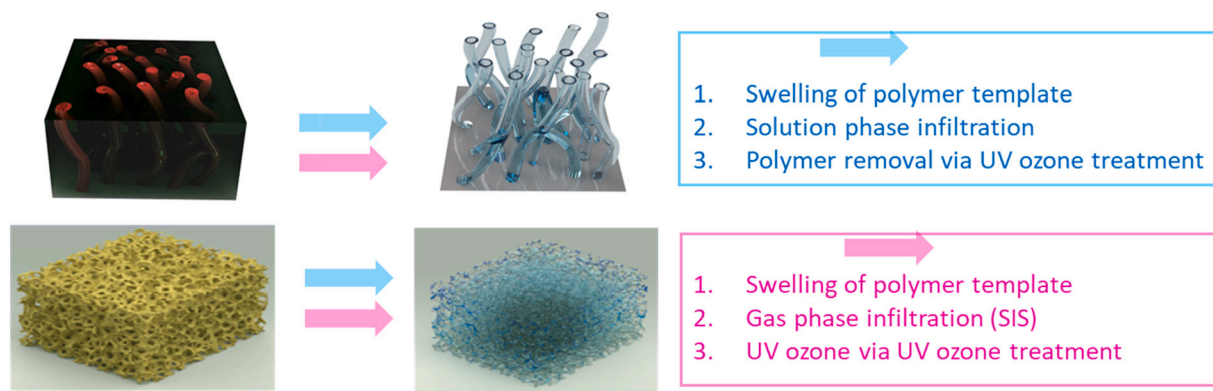 1. Swelling of polymer template
2. Solution phase infiltration
3. Polymer removal via UV ozone treatment
1. Swelling of polymer template
2. Gas phase infiltration (SIS)
3. UV ozone via UV ozone treatment